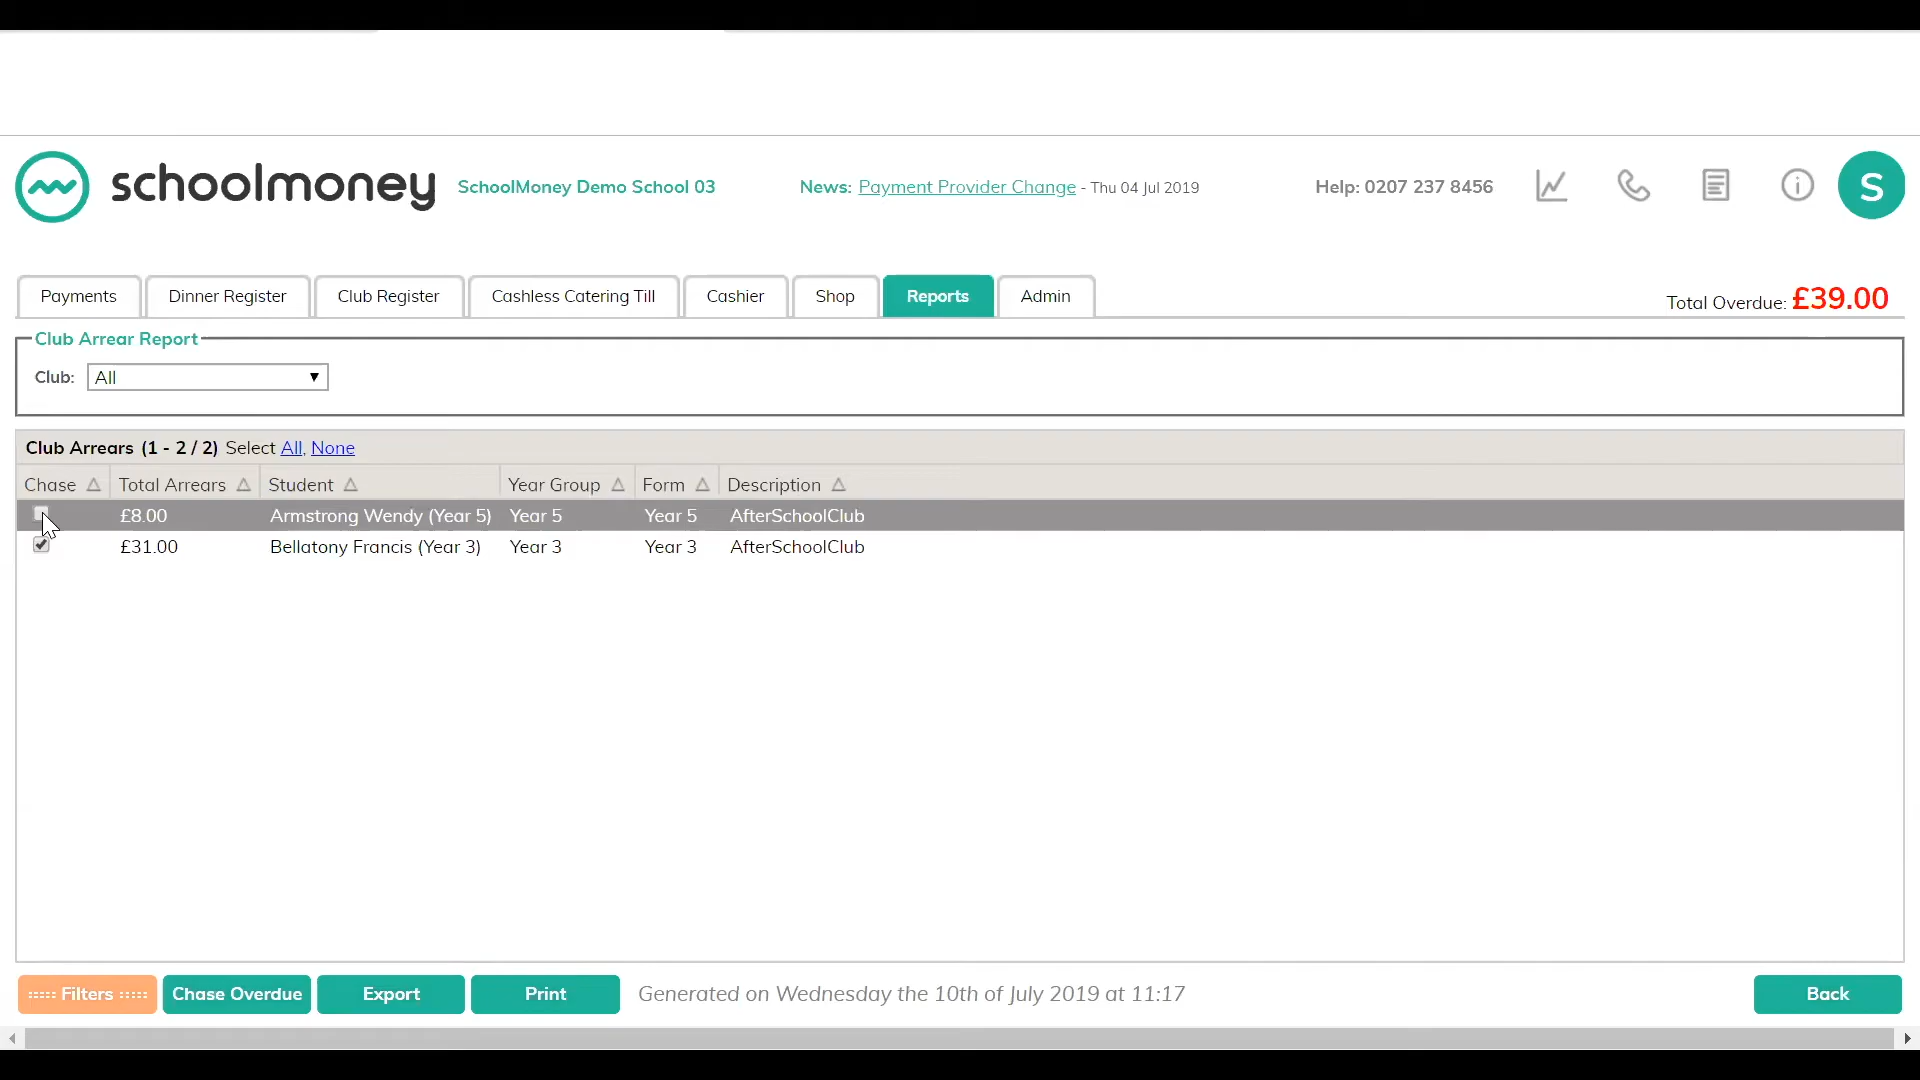 schoolmoney SchoolMoney Demo School 03 News: Payment Provider Change - Thu 04 Jul 2019 Help: 0207 237 8456 S
Payments Dinner Register Club Register Cashless Catering Till Cashier Shop Reports Admin Total Overdue: £39.00
Club Arrear Report
Club: All
Club Arrears (1 - 2 / 2) Select All, None
Chase Total Arrears Student Year Group Form Description
£8.00 Armstrong Wendy (Year 5) Year 5 Year 5 AfterSchoolClub
£31.00 Bellatony Francis (Year 3) Year 3 Year 3 AfterSchoolClub
Filters Chase Overdue Export Print Generated on Wednesday the 10th of July 2019 at 11:17 Back